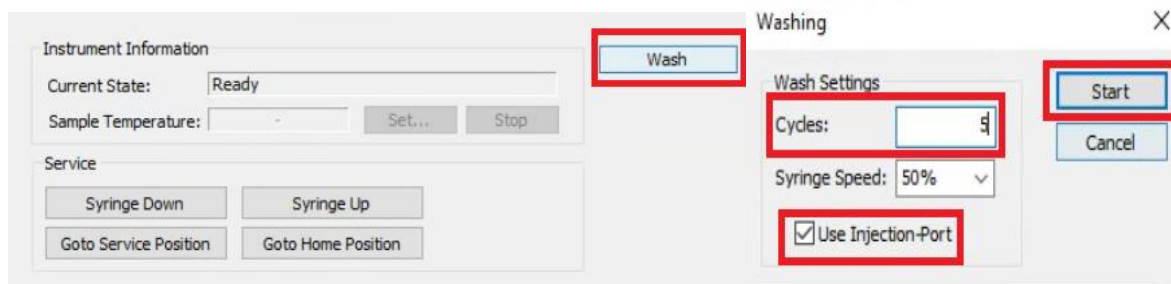 Instrument Information
Current State: Ready
Sample Temperature: - Set... Stop
Service
Syringe Down Syringe Up
Goto Service Position Goto Home Position
Wash
Washing X
Wash Settings
Cycles: 5
Syringe Speed: 50%
Use Injection-Port
Start
Cancel